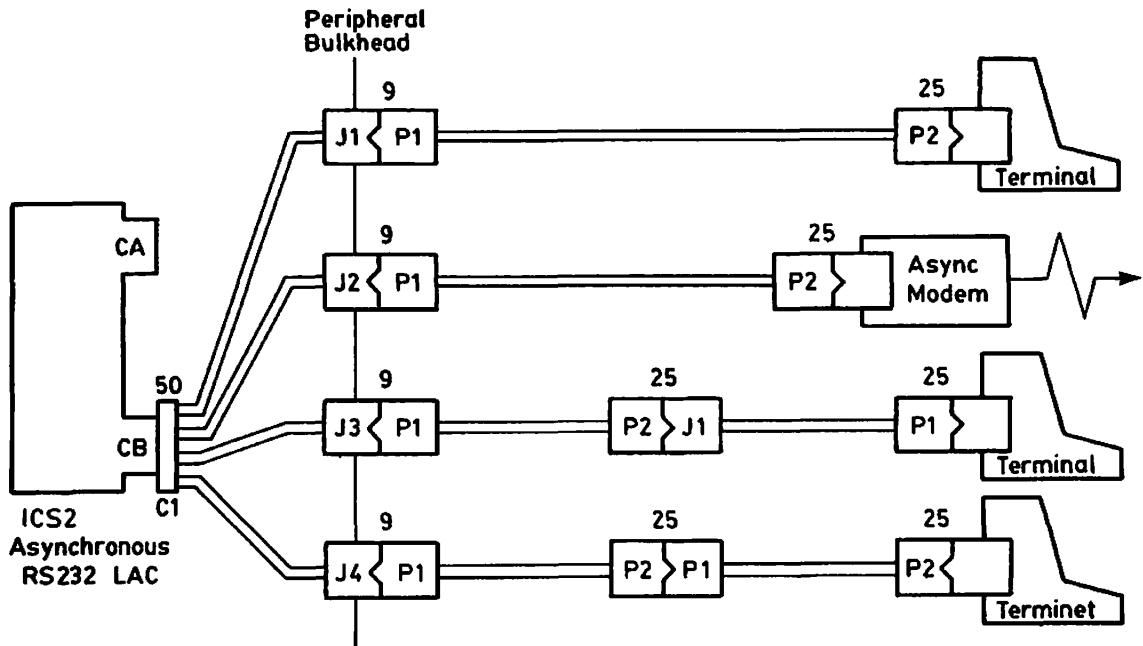 Peripheral
Bulkhead
9
25
J1
P1
P2
Terminal
CA
9
25
J2
P1
P2
Async
Modem
50
9
25
25
CB
J3
P1
P2
J1
P1
Terminal
C1
ICS2
Asynchronous
RS232 LAC
9
25
25
J4
P1
P2
P1
P2
Terminet